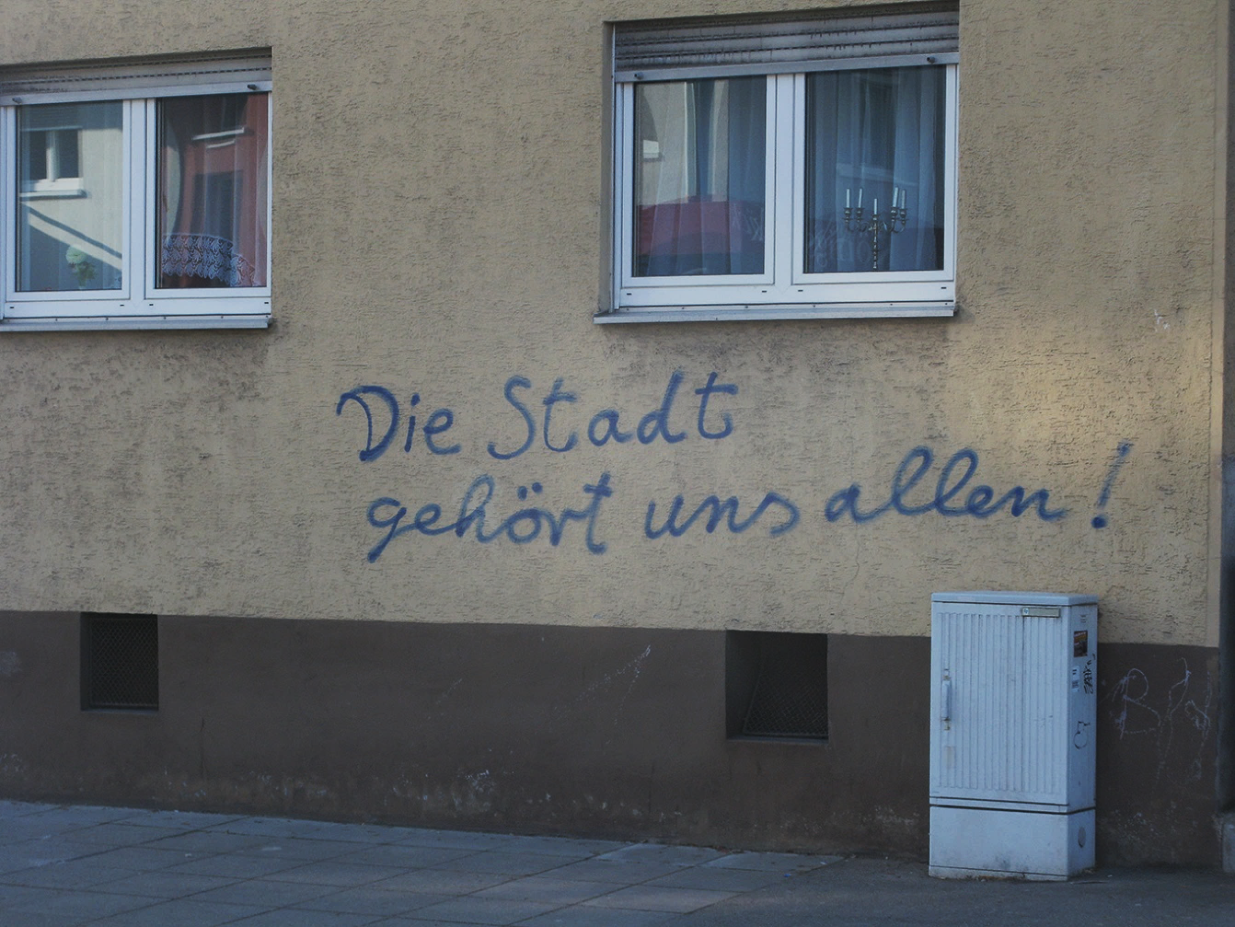 Die Stadt
gehört uns allen!